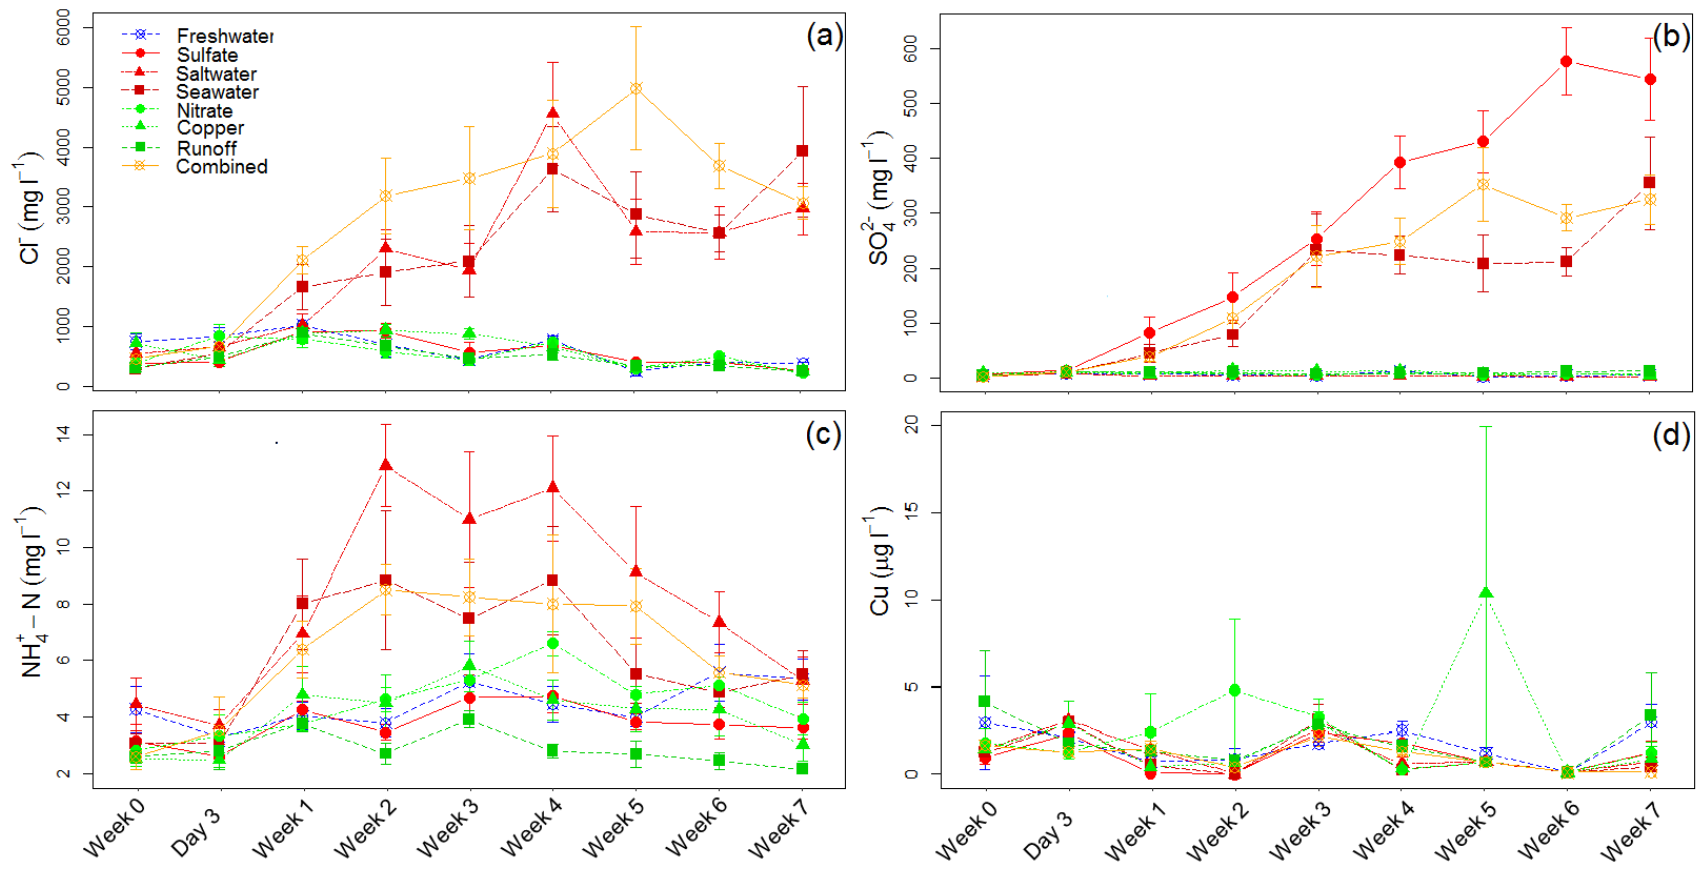 (a)
Cl⁻ (mg l⁻¹)
0 1000 2000 3000 4000 5000 6000
Freshwater
Sulfate
Saltwater
Seawater
Nitrate
Copper
Runoff
Combined
(b)
SO₄²⁻ (mg l⁻¹)
0 100 200 300 400 500 600
(c)
NH₄⁺ – N (mg l⁻¹)
2 4 6 8 10 12 14
Week 0 Day 3 Week 1 Week 2 Week 3 Week 4 Week 5 Week 6 Week 7
(d)
Cu (µg l⁻¹)
0 5 10 15 20
Week 0 Day 3 Week 1 Week 2 Week 3 Week 4 Week 5 Week 6 Week 7